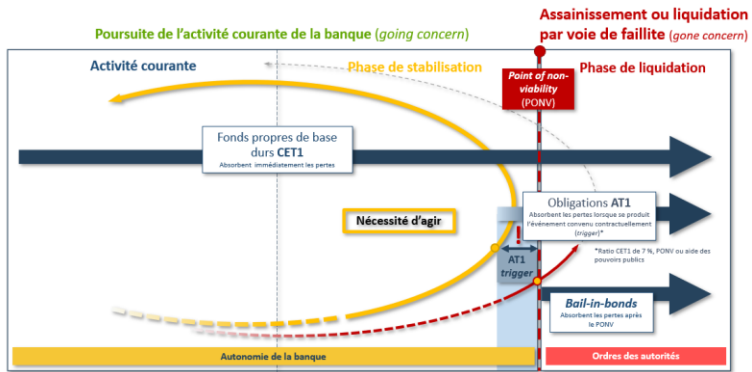 Poursuite de l'activité courante de la banque (going concern)
Assainissement ou liquidation
par voie de faillite (gone concern)
Activité courante
Phase de stabilisation
Point of non-
viability
(PONV)
Phase de liquidation
Fonds propres de base
durs CET1
Absorbent immédiatement les pertes
Nécessité d'agir
Obligations AT1
Absorbent les pertes lorsque se produit
l'événement convenu contractuellement
(trigger)*
!
AT1
trigger
*Ratio CET1 de 7 %, PONV ou aide des
pouvoirs publics
Bail-in-bonds
Absorbent les pertes après
le PONV
Autonomie de la banque
Ordres des autorités